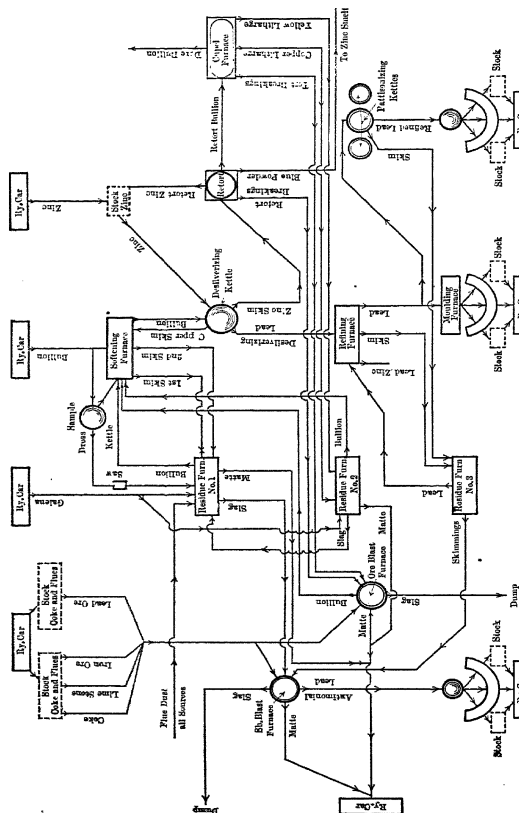 Ry. Car
Stock
Coke and Flues
Stock
Coke and Flues
Lead Ore
Iron Ore
Lime Stone
Coke
Flue Dust
all Sources
Ry. Car
Galena
Ry. Car
Bullion
Sample
Dross
Kettle
Saw
Bullion
Softening
Furnace
1st Skim
2nd Skim
Copper Skim
Bullion
Ry. Car
Zinc
Stock
Zinc
Zinc
Retort Zinc
Desilverizing
Kettle
Zinc Skim
Desilverizing
Lead
Retort
Retort
Breakings
Blue Powder
Retort Bullion
Cupel
Furnace
Dore Bullion
Yellow Litharge
Copper Litharge
Test Breakings
To Zinc Smelt
Residue Furn
No.1
Matte
Slag
Residue Furn
No.2
Bullion
Slag
Matte
Refining
Furnace
Lead
Skim
Lead Zinc
Pattinsonizing
Kettles
Refined Lead
Skim
Moulding
Furnace
Residue Furn
No.3
Lead
Skimmings
Ore Blast
Furnace
Bullion
Slag
Matte
Dump
Sb. Blast
Furnace
Slag
Matte
Antimonial
Lead
Dump
Ry. Car
Stock
Stock
Stock
Stock
Stock
Stock